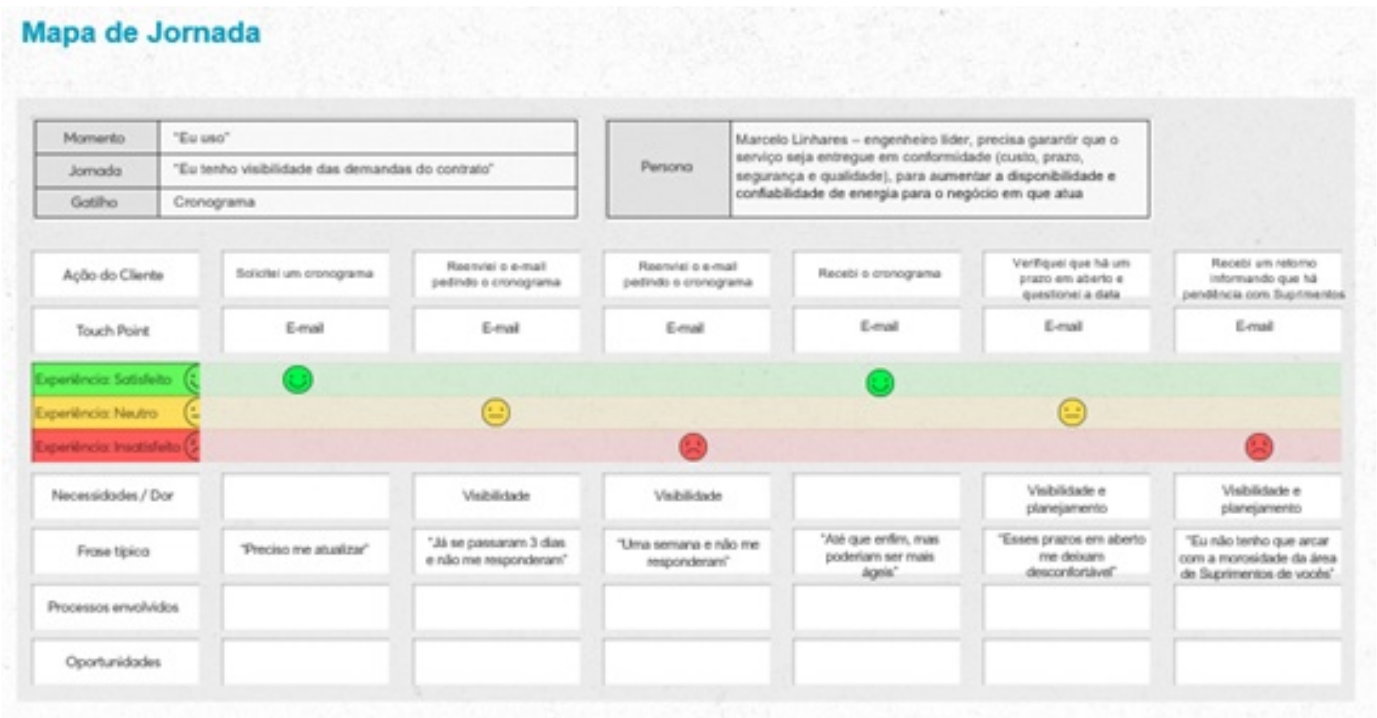 Mapa de Jornada
Momento
"Eu uso"
Jornada
"Eu tenho visibilidade das demandas do contrato"
Gatilho
Cronograma
Persona
Marcelo Linhares – engenheiro líder, precisa garantir que o
serviço seja entregue em conformidade (custo, prazo,
segurança e qualidade), para aumentar a disponibilidade e
confiabilidade de energia para o negócio em que atua
Ação do Cliente
Solicitei um cronograma
Reenviei o e-mail
pedindo o cronograma
Reenviei o e-mail
pedindo o cronograma
Recebi o cronograma
Verifiquei que há um
prazo em aberto e
questionei a data
Recebi um retorno
informando que há
pendência com Suprimentos
Touch Point
E-mail
E-mail
E-mail
E-mail
E-mail
E-mail
Experiência: Satisfeito
Experiência: Neutro
Experiência: Insatisfeito
Necessidades / Dor
Visibilidade
Visibilidade
Visibilidade e
planejamento
Visibilidade e
planejamento
Frase típica
"Preciso me atualizar"
"Já se passaram 3 dias
e não me responderam"
"Uma semana e não me
responderam"
"Até que enfim, mas
poderiam ser mais
ágeis"
"Esses prazos em aberto
me deixam
desconfortável"
"Eu não tenho que arcar
com a morosidade da área
de Suprimentos de vocês"
Processos envolvidos
Oportunidades